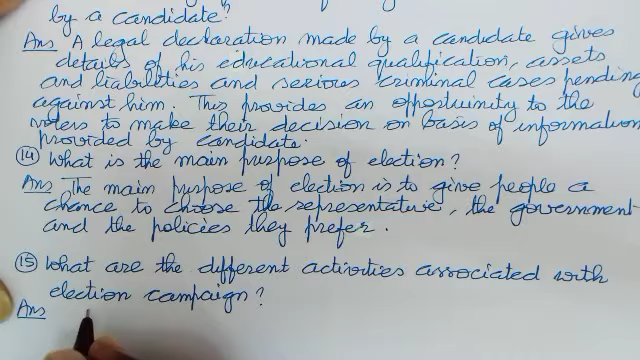 by a candidate?
Ans A legal declaration made by a candidate gives
details of his educational qualification, assets
and liabilities and serious criminal cases pending
against him. This provides an opportuinity to the
voters to make their decision on basis of information
provided by candidate.
14 What is the main purpose of election?
Ans The main purpose of election is to give people a
chance to choose the representative, the government
and the policies they prefer.
15 What are the different activities associated with
election campaign?
Ans